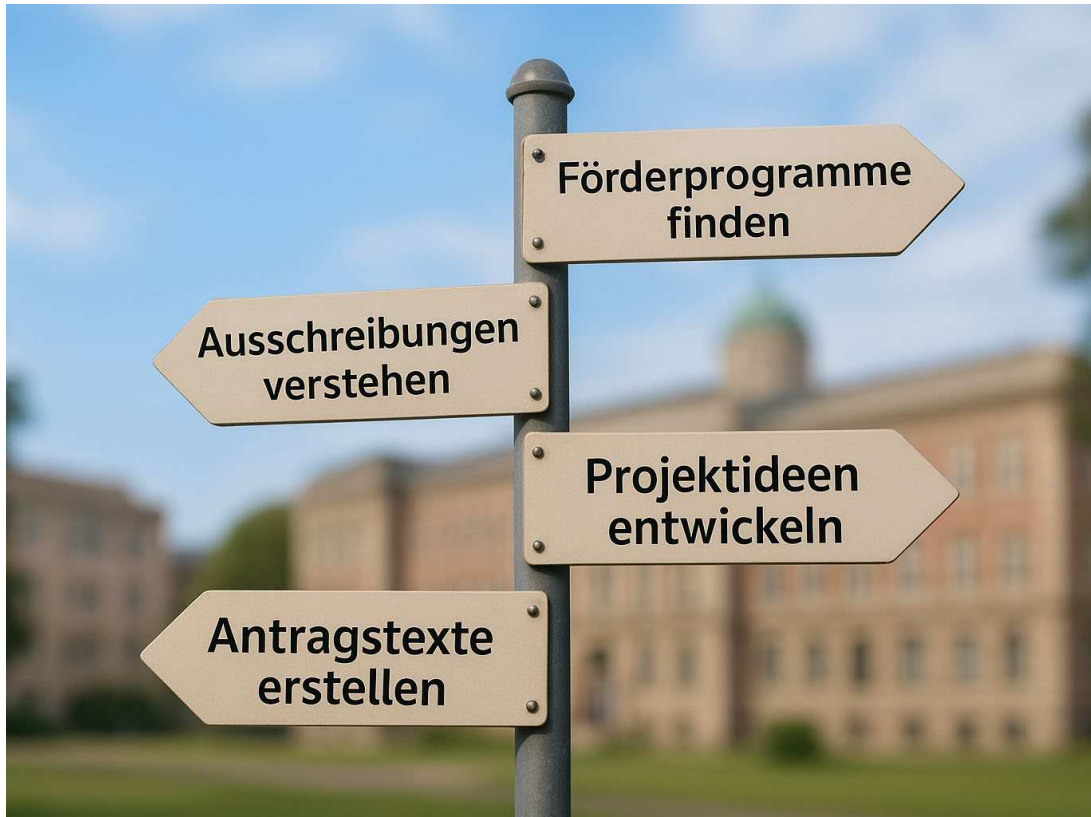 Förderprogramme
finden
Ausschreibungen
verstehen
Projektideen
entwickeln
Antragstexte
erstellen